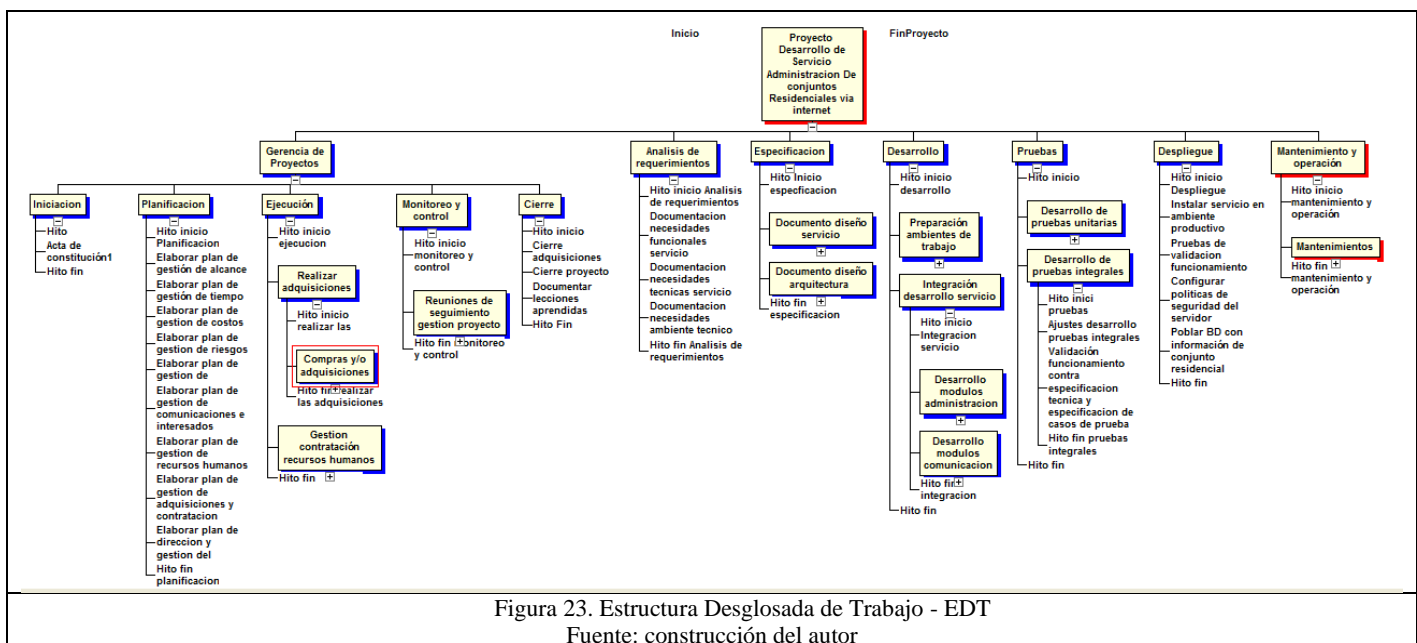 Inicio
FinProyecto
Proyecto
Desarrollo de
Servicio
Administracion De
conjuntos
Residenciales via
internet
Gerencia de
Proyectos
Iniciacion
Hito
Acta de
constitución1
Hito fin
Planificacion
Hito inicio
Planificacion
Elaborar plan de
gestión de alcance
Elaborar plan de
gestión de tiempo
Elaborar plan de
gestion de costos
Elaborar plan de
gestion de riesgos
Elaborar plan de
gestion de
Elaborar plan de
gestion de
comunicaciones e
interesados
Elaborar plan de
gestion de
recursos humanos
Elaborar plan de
gestion de
adquisiciones y
contratacion
Elaborar plan de
direccion y
gestion del
Hito fin
planificacion
Ejecución
Hito inicio
ejecucion
Realizar
adquisiciones
Hito inicio
realizar las
Compras y/o
adquisiciones
Hito fin realizar
las adquisiciones
Gestion
contratación
recursos humanos
Hito fin
Monitoreo y
control
Hito inicio
monitoreo y
control
Reuniones de
seguimiento
gestion proyecto
Hito fin monitoreo
y control
Cierre
Hito inicio
Cierre
adquisiciones
Cierre proyecto
Documentar
lecciones
aprendidas
Hito Fin
Analisis de
requerimientos
Hito inicio Analisis
de requerimientos
Documentacion
necesidades
funcionales
servicio
Documentacion
necesidades
tecnicas servicio
Documentacion
necesidades
ambiente tecnico
Hito fin Analisis de
requerimientos
Especificacion
Hito Inicio
especficacion
Documento diseño
servicio
Documento diseño
arquitectura
Hito fin
especificacion
Desarrollo
Hito inicio
desarrollo
Preparación
ambientes de
trabajo
Integración
desarrollo servicio
Hito inicio
Integracion
servicio
Desarrollo
modulos
administracion
Desarrollo
modulos
comunicacion
Hito fin
integracion
Hito fin
Pruebas
Hito inicio
Desarrollo de
pruebas unitarias
Desarrollo de
pruebas integrales
Hito inici
pruebas
Ajustes desarrollo
pruebas integrales
Validación
funcionamiento
contra
especificacion
tecnica y
especificacion de
casos de prueba
Hito fin pruebas
integrales
Hito fin
Despliegue
Hito inicio
Despliegue
Instalar servicio en
ambiente
productivo
Pruebas de
validacion
funcionamiento
Configurar
politicas de
seguridad del
servidor
Poblar BD con
información de
conjunto
residencial
Hito fin
Mantenimiento y
operación
Hito inicio
mantenimiento y
operación
Mantenimientos
Hito fin
mantenimiento y
operación
Figura 23. Estructura Desglosada de Trabajo - EDT
Fuente: construcción del autor